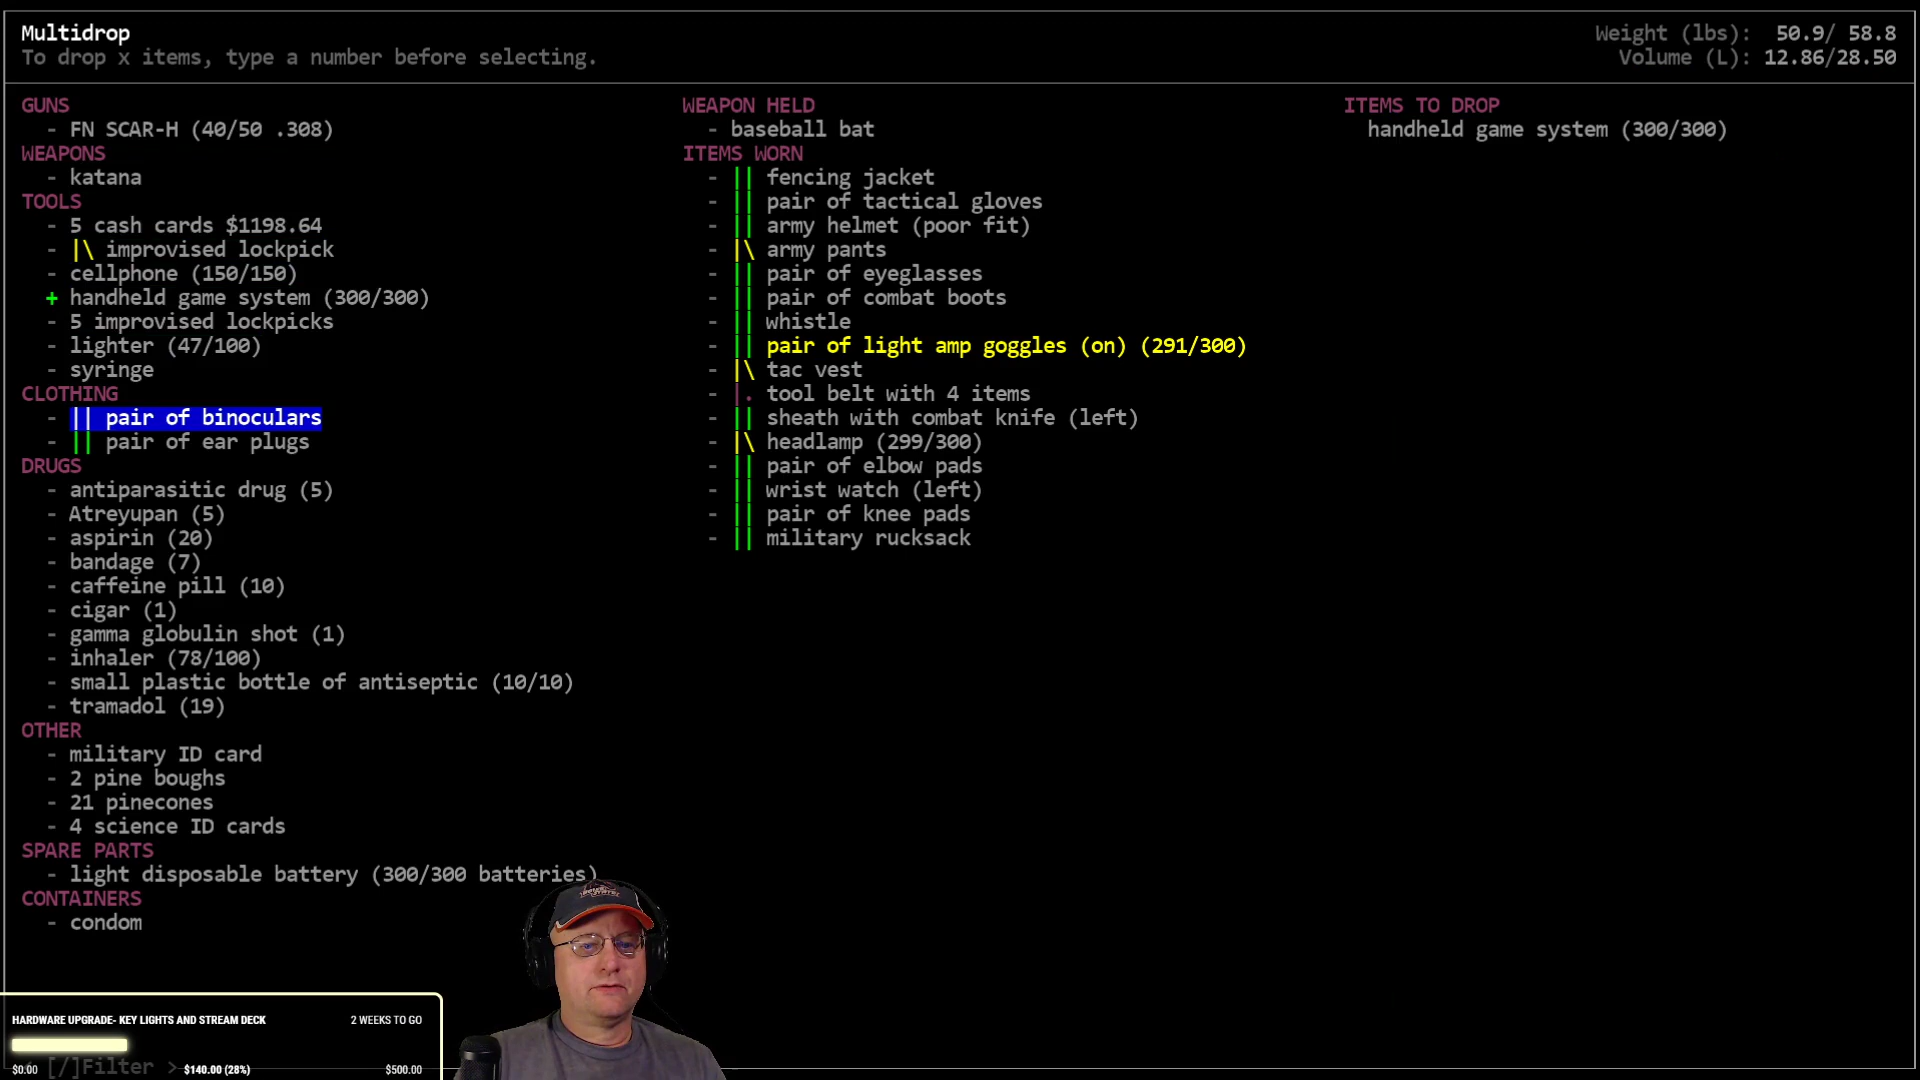 Multidrop
To drop x items, type a number before selecting.
Weight (lbs): 50.9/ 58.8
Volume (L): 12.86/28.50
GUNS
- FN SCAR-H (40/50 .308)
WEAPONS
- katana
TOOLS
- 5 cash cards $1198.64
- |\ improvised lockpick
- cellphone (150/150)
+ handheld game system (300/300)
- 5 improvised lockpicks
- lighter (47/100)
- syringe
CLOTHING
- || pair of binoculars
- || pair of ear plugs
DRUGS
- antiparasitic drug (5)
- Atreyupan (5)
- aspirin (20)
- bandage (7)
- caffeine pill (10)
- cigar (1)
- gamma globulin shot (1)
- inhaler (78/100)
- small plastic bottle of antiseptic (10/10)
- tramadol (19)
OTHER
- military ID card
- 2 pine boughs
- 21 pinecones
- 4 science ID cards
SPARE PARTS
- light disposable battery (300/300 batteries)
CONTAINERS
- condom
WEAPON HELD
- baseball bat
ITEMS WORN
- || fencing jacket
- || pair of tactical gloves
- || army helmet (poor fit)
- |\ army pants
- || pair of eyeglasses
- || pair of combat boots
- || whistle
- || pair of light amp goggles (on) (291/300)
- |\ tac vest
- |. tool belt with 4 items
- || sheath with combat knife (left)
- |\ headlamp (299/300)
- || pair of elbow pads
- || wrist watch (left)
- || pair of knee pads
- || military rucksack
ITEMS TO DROP
handheld game system (300/300)
HARDWARE UPGRADE- KEY LIGHTS AND STREAM DECK
2 WEEKS TO GO
[/]Filter >
$0.00
$140.00 (28%)
$500.00